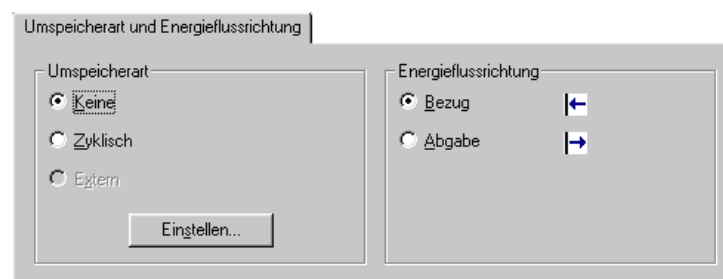 Umspeicherart und Energieflussrichtung
Umspeicherart
Keine
Zyklisch
Extern
Einstellen...
Energieflussrichtung
Bezug
Abgabe